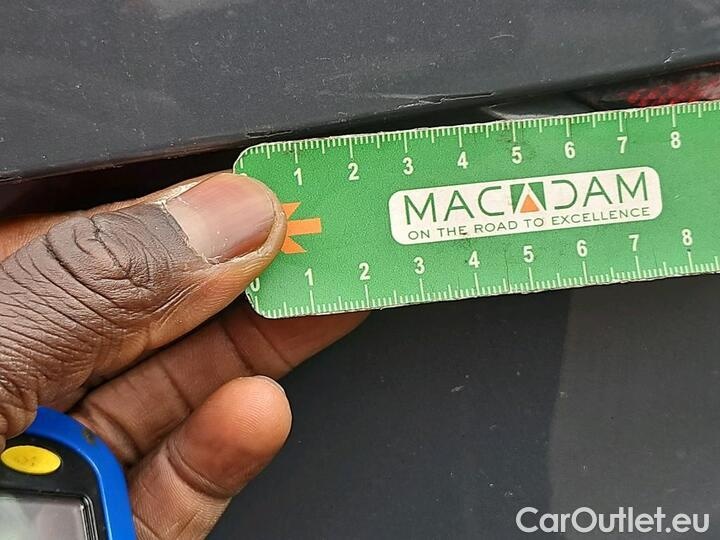 1 2 3 4 5 6 7 8
MACADAM
ON THE ROAD TO EXCELLENCE
0 1 2 3 4 5 6 7 8
CarOutlet.eu